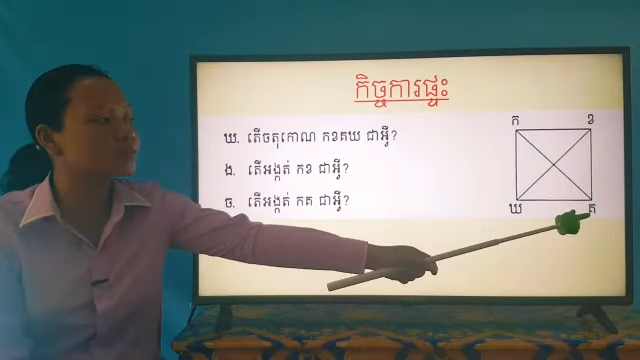 កិច្ចការផ្ទះ
ឃ. តើចតុកោណ កខគឃ ជាអ្វី?
ង. តើអង្កត់ កខ ជាអ្វី?
ច. តើអង្កត់ កគ ជាអ្វី?
ក ខ
ឃ គ